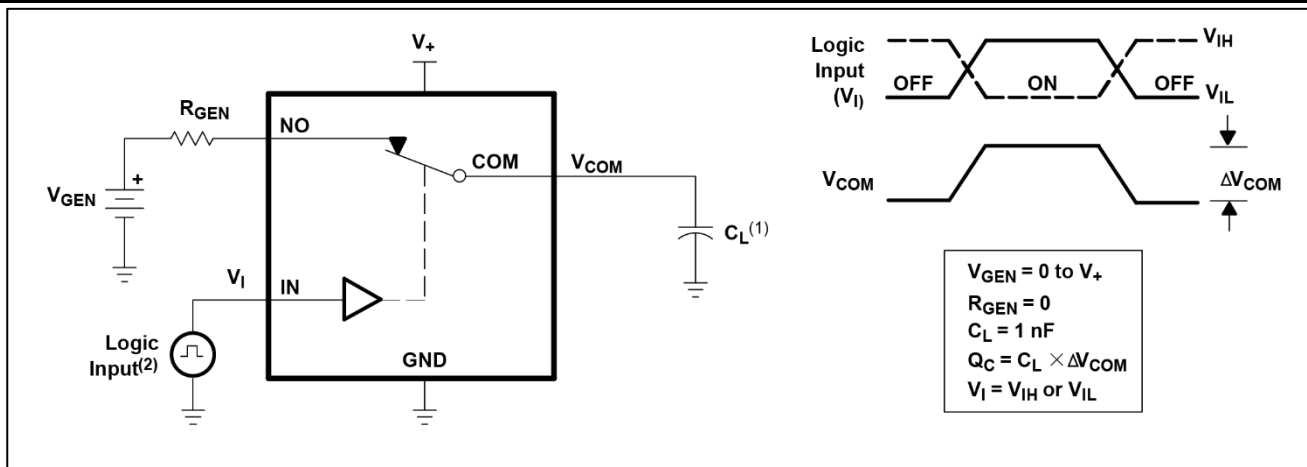 V+
RGEN
NO
COM
VCOM
VGEN
+
CL(1)
VI
IN
Logic
Input(2)
GND
Logic
Input
(VI)
OFF
ON
OFF
VIH
VIL
VCOM
ΔVCOM
VGEN = 0 to V+
RGEN = 0
CL = 1 nF
QC = CL × ΔVCOM
VI = VIH or VIL